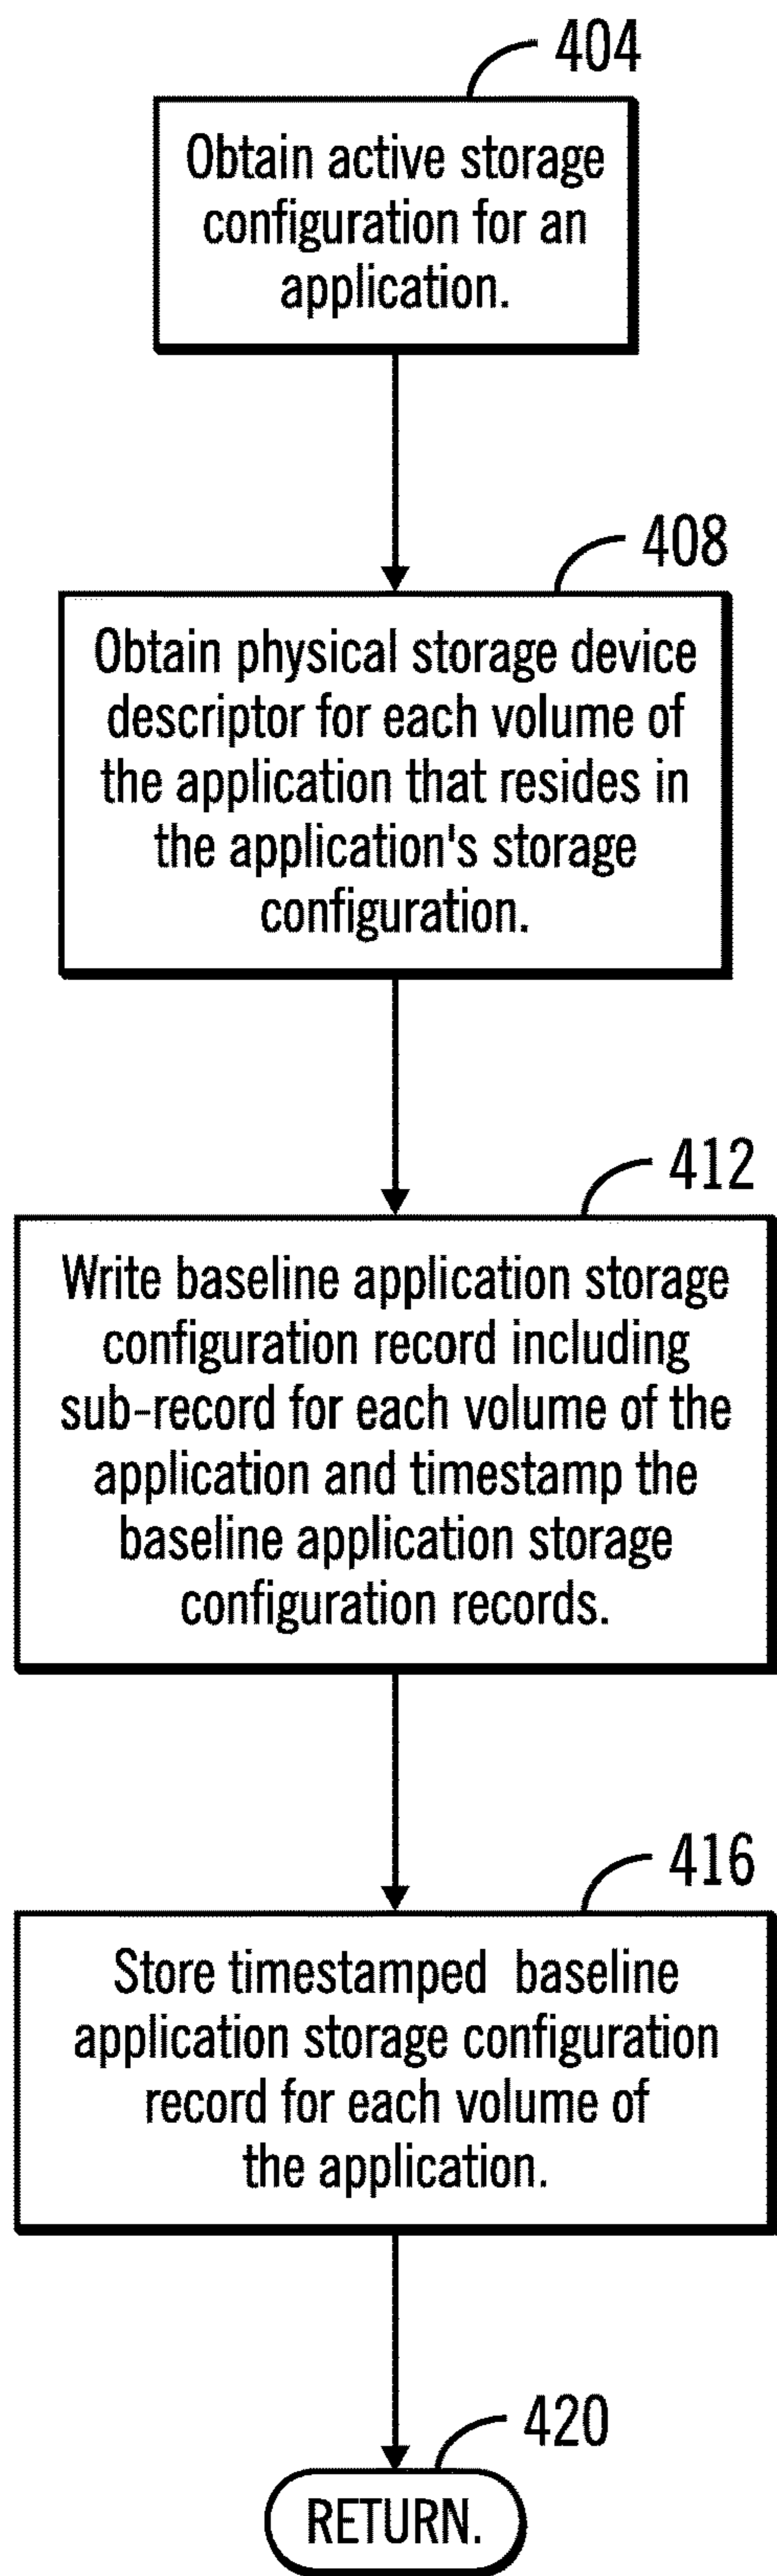 404
Obtain active storage
configuration for an
application.
408
Obtain physical storage device
descriptor for each volume of
the application that resides in
the application's storage
configuration.
412
Write baseline application storage
configuration record including
sub-record for each volume of the
application and timestamp the
baseline application storage
configuration records.
416
Store timestamped baseline
application storage configuration
record for each volume of
the application.
420
RETURN.